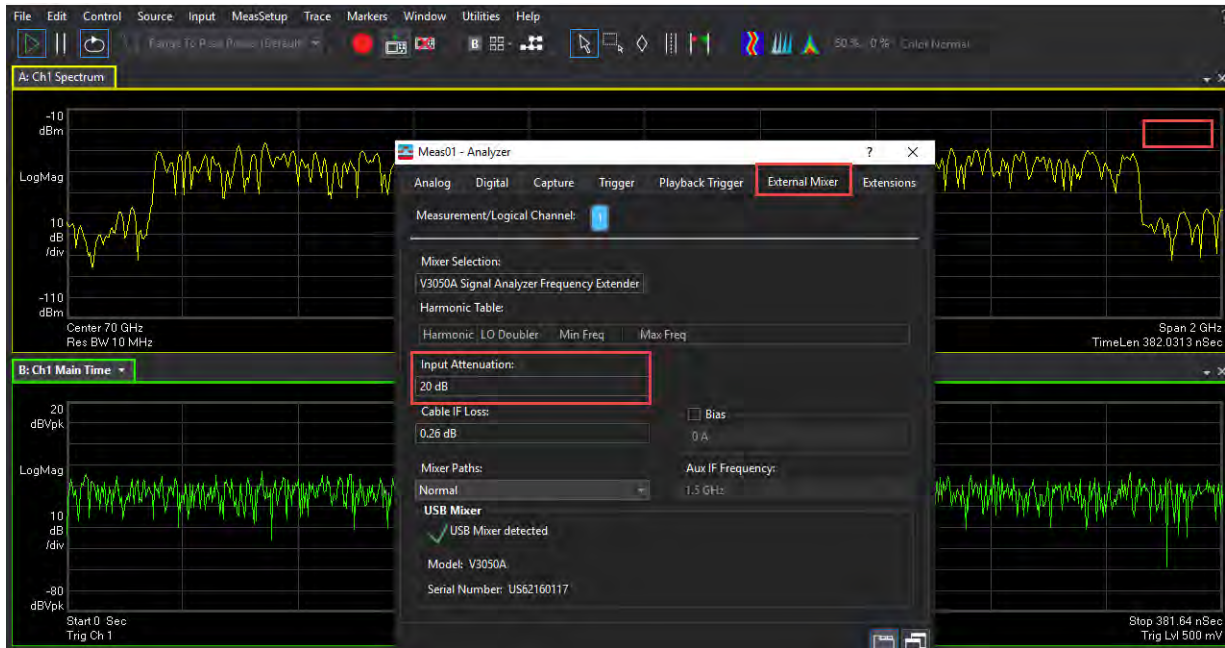 File Edit Control Source Input MeasSetup Trace Markers Window Utilities Help
B 50 % 0 % Color Normal
A: Ch1 Spectrum
-10
dBm
LogMag
10
dB
/div
-110
dBm
Center 70 GHz
Res BW 10 MHz
Span 2 GHz
TimeLen 382.0313 nSec
Meas01 - Analyzer ? ×
Analog Digital Capture Trigger Playback Trigger External Mixer Extensions
Measurement/Logical Channel: 1
Mixer Selection:
V3050A Signal Analyzer Frequency Extender
Harmonic Table:
Harmonic LO Doubler Min Freq Max Freq
Input Attenuation:
20 dB
Cable IF Loss:
0.26 dB
Bias
0 A
Mixer Paths:
Normal
Aux IF Frequency:
1.5 GHz
USB Mixer
USB Mixer detected
Model: V3050A
Serial Number: US62160117
B: Ch1 Main Time
20
dBVpk
LogMag
10
dB
/div
-80
dBVpk
Start 0 Sec
Trig Ch 1
Stop 381.64 nSec
Trig Lvl 500 mV